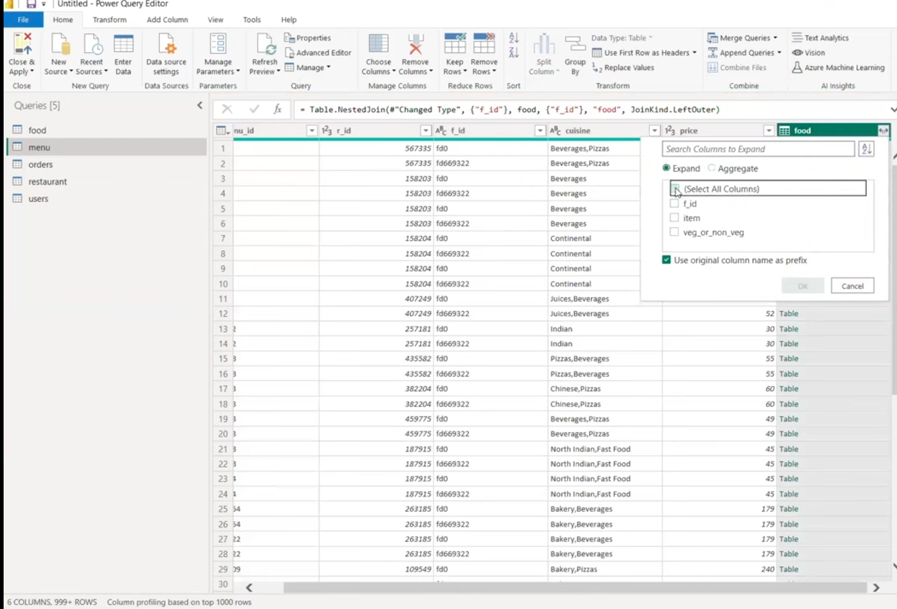 Untitled - Power Query Editor
File Home Transform Add Column View Tools Help
Close & Apply New Source Recent Sources Enter Data Data source settings Manage Parameters Refresh Preview Properties Advanced Editor Manage Choose Columns Remove Columns Keep Rows Remove Rows Split Column Group By Data Type: Table Use First Row as Headers Replace Values Merge Queries Append Queries Combine Files Text Analytics Vision Azure Machine Learning
Close New Query Data Sources Parameters Query Manage Columns Reduce Rows Sort Transform Combine AI Insights
Queries [5]
food
menu
orders
restaurant
users
= Table.NestedJoin(#"Changed Type", {"f_id"}, food, {"f_id"}, "food", JoinKind.LeftOuter)
nu_id 123 r_id ABC f_id ABC cuisine 123 price food
1 567335 fd0 Beverages,Pizzas
2 567335 fd669322 Beverages,Pizzas
3 158203 fd0 Beverages
4 158203 fd669322 Beverages
5 158203 fd0 Beverages
6 158203 fd669322 Beverages
7 158204 fd0 Continental
8 158204 fd669322 Continental
9 158204 fd0 Continental
10 158204 fd669322 Continental
11 407249 fd0 Juices,Beverages
12 407249 fd669322 Juices,Beverages 52 Table
13 2 257181 fd0 Indian 30 Table
14 2 257181 fd669322 Indian 30 Table
15 3 435582 fd0 Pizzas,Beverages 55 Table
16 3 435582 fd669322 Pizzas,Beverages 55 Table
17 3 382204 fd0 Chinese,Pizzas 60 Table
18 3 382204 fd669322 Chinese,Pizzas 60 Table
19 3 459775 fd0 Beverages,Pizzas 49 Table
20 3 459775 fd669322 Beverages,Pizzas 49 Table
21 3 187915 fd0 North Indian,Fast Food 45 Table
22 3 187915 fd669322 North Indian,Fast Food 45 Table
23 4 187915 fd0 North Indian,Fast Food 45 Table
24 4 187915 fd669322 North Indian,Fast Food 45 Table
25 54 263185 fd0 Bakery,Beverages 179 Table
26 54 263185 fd669322 Bakery,Beverages 179 Table
27 22 263185 fd0 Bakery,Beverages 179 Table
28 22 263185 fd669322 Bakery,Beverages 179 Table
29 09 109549 fd0 Bakery,Pizzas 240 Table
30
Search Columns to Expand
Expand Aggregate
(Select All Columns)
f_id
item
veg_or_non_veg
Use original column name as prefix
OK Cancel
6 COLUMNS, 999+ ROWS Column profiling based on top 1000 rows